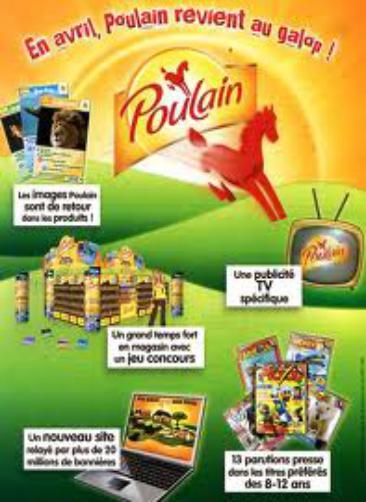 En avril, Poulain revient au galop !
Poulain
Les images Poulain
sont de retour
dans les produits !
Poulain
Une publicité
TV
spécifique
Un grand temps fort
en magasin avec
un jeu concours
Un nouveau site
relayé par plus de 20
millions de bannières
13 parutions presse
dans les titres préférés
des 8-12 ans